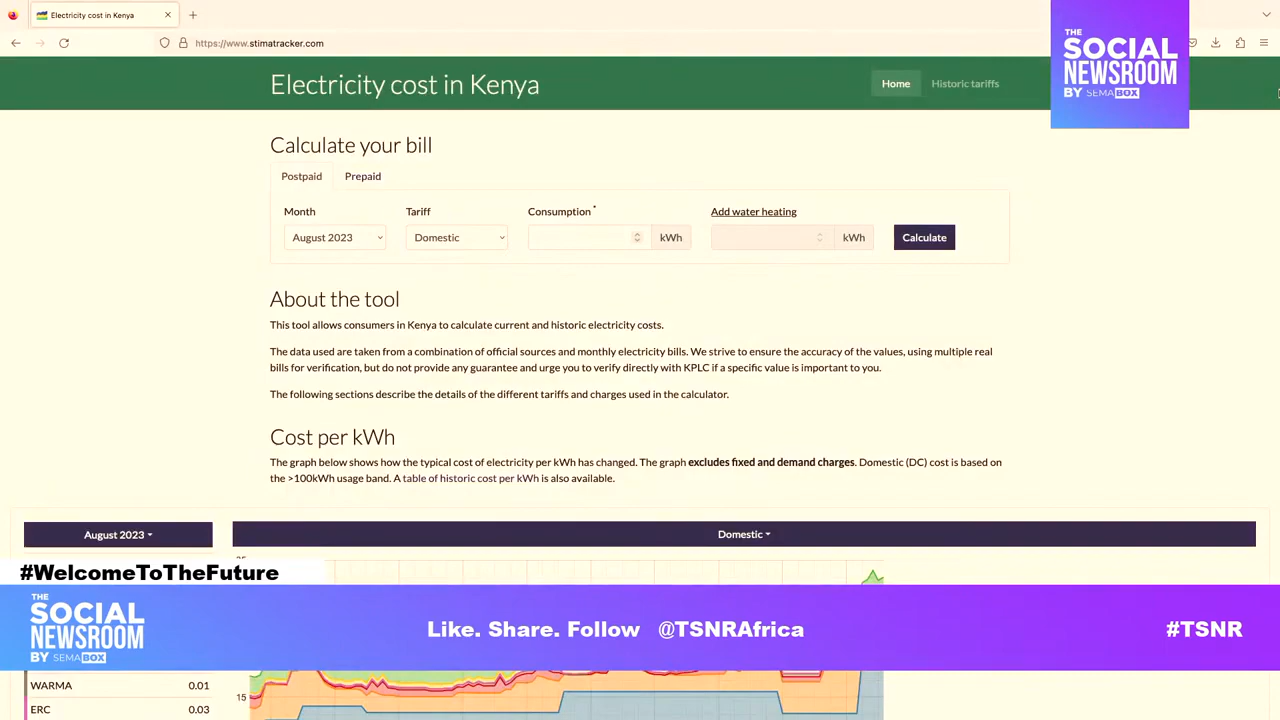 Electricity cost in Kenya
https://www.stimatracker.com
THE
SOCIAL
NEWSROOM
BY SEMABOX
Electricity cost in Kenya
Home
Historic tariffs
Calculate your bill
Postpaid
Prepaid
Month
Tariff
Consumption *
Add water heating
August 2023
Domestic
kWh
kWh
Calculate
About the tool
This tool allows consumers in Kenya to calculate current and historic electricity costs.
The data used are taken from a combination of official sources and monthly electricity bills. We strive to ensure the accuracy of the values, using multiple real
bills for verification, but do not provide any guarantee and urge you to verify directly with KPLC if a specific value is important to you.
The following sections describe the details of the different tariffs and charges used in the calculator.
Cost per kWh
The graph below shows how the typical cost of electricity per kWh has changed. The graph excludes fixed and demand charges. Domestic (DC) cost is based on
the >100kWh usage band. A table of historic cost per kWh is also available.
August 2023
Domestic
#WelcomeToTheFuture
THE
SOCIAL
NEWSROOM
BY SEMABOX
Like. Share. Follow @TSNRAfrica
#TSNR
WARMA 0.01
15
ERC 0.03